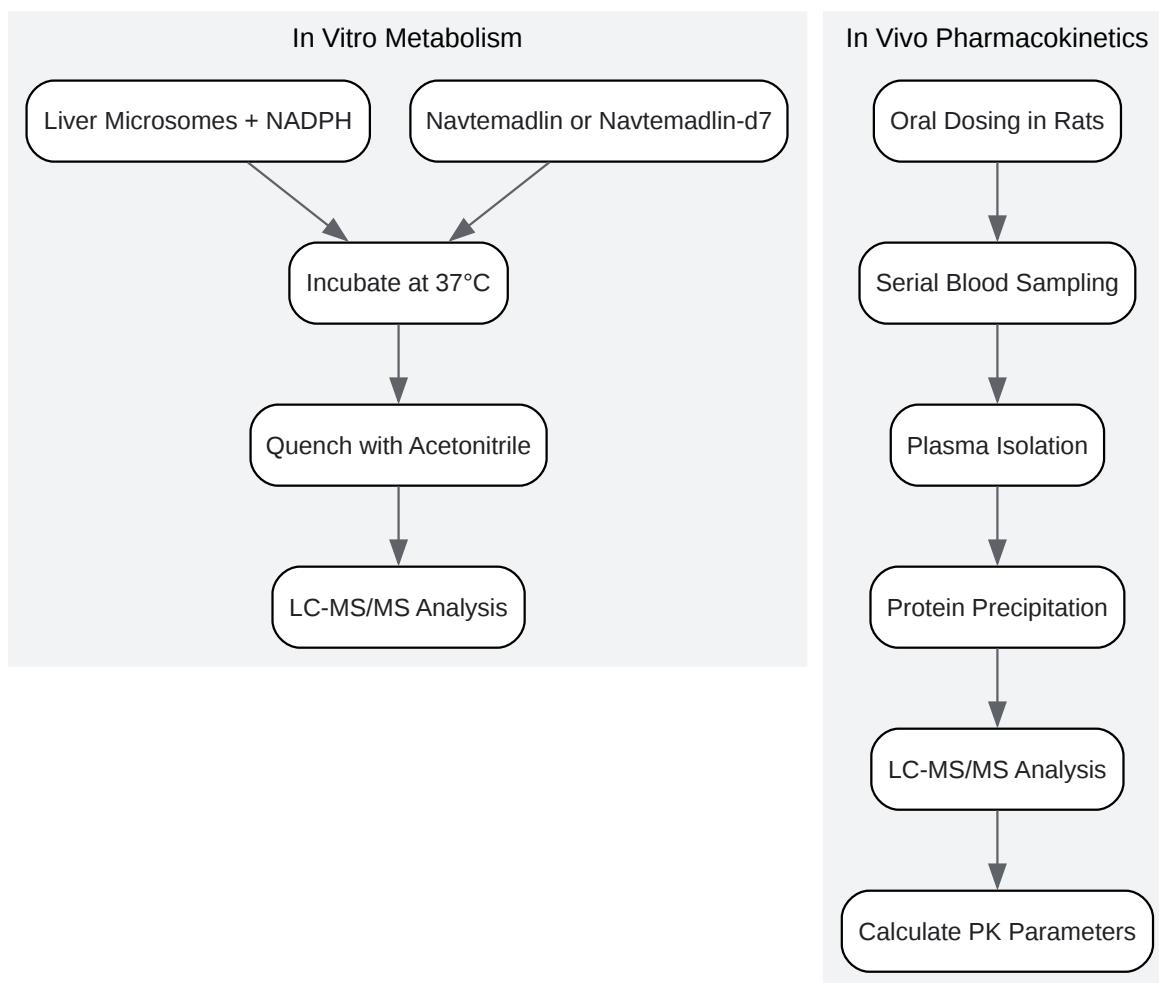 In Vitro Metabolism
Liver Microsomes + NADPH
Navtemadlin or Navtemadlin-d7
Incubate at 37°C
Quench with Acetonitrile
LC-MS/MS Analysis
In Vivo Pharmacokinetics
Oral Dosing in Rats
Serial Blood Sampling
Plasma Isolation
Protein Precipitation
LC-MS/MS Analysis
Calculate PK Parameters